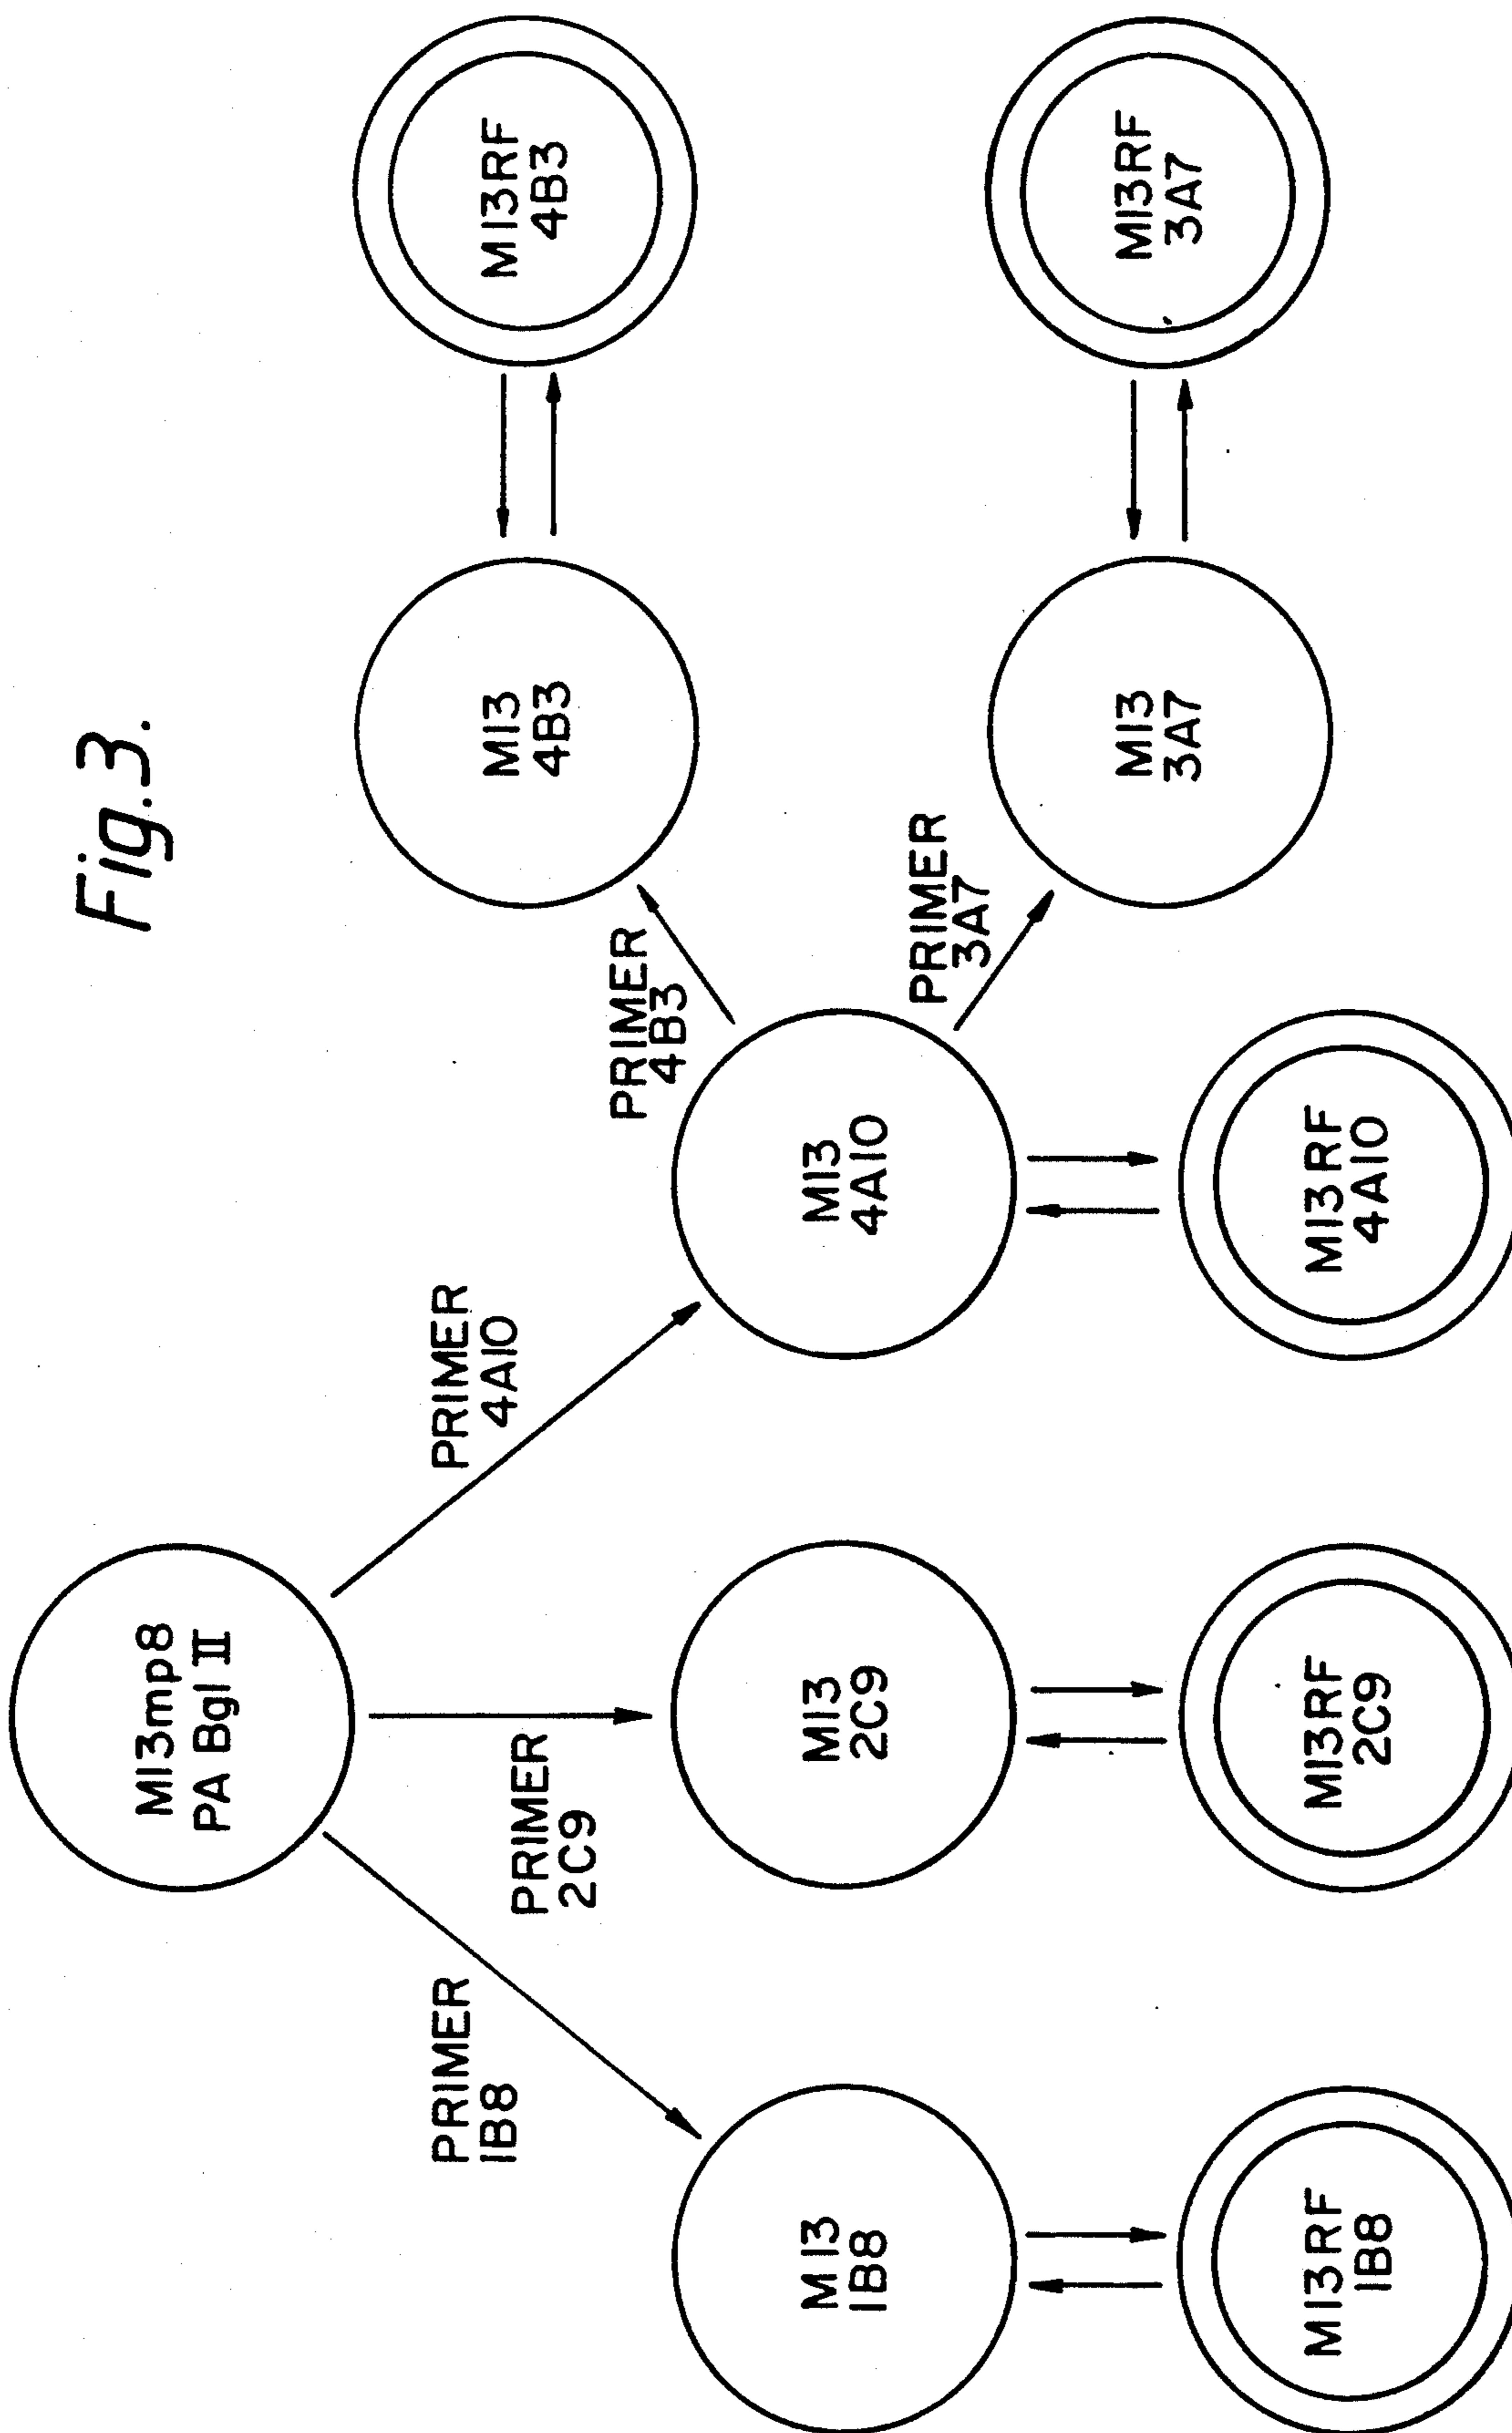 Fig.3.
M13mp8
PA Bgl II
PRIMER
1B8
PRIMER
2C9
PRIMER
4A10
M13
1B8
M13
2C9
M13
4A10
PRIMER
4B3
PRIMER
3A7
M13
4B3
M13
3A7
M13RF
1B8
M13RF
2C9
M13RF
4A10
M13RF
4B3
M13RF
3A7